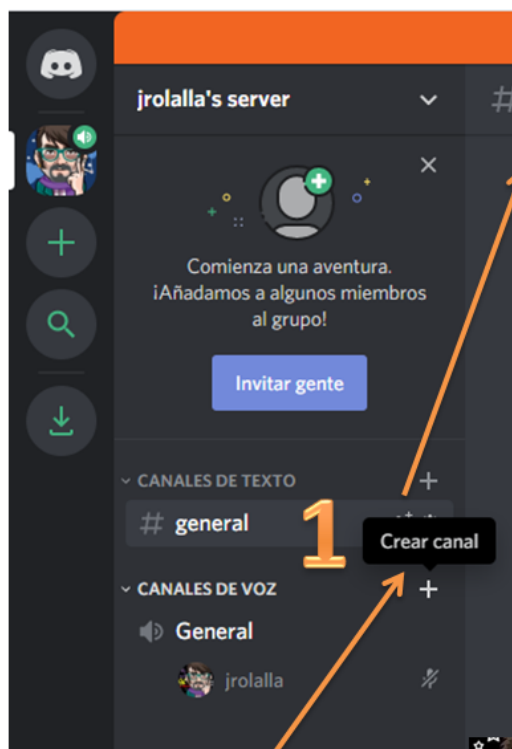 jrolalla's server
#
Comienza una aventura.
¡Añadamos a algunos miembros
al grupo!
Invitar gente
CANALES DE TEXTO
# general
1
Crear canal
CANALES DE VOZ
General
jrolalla